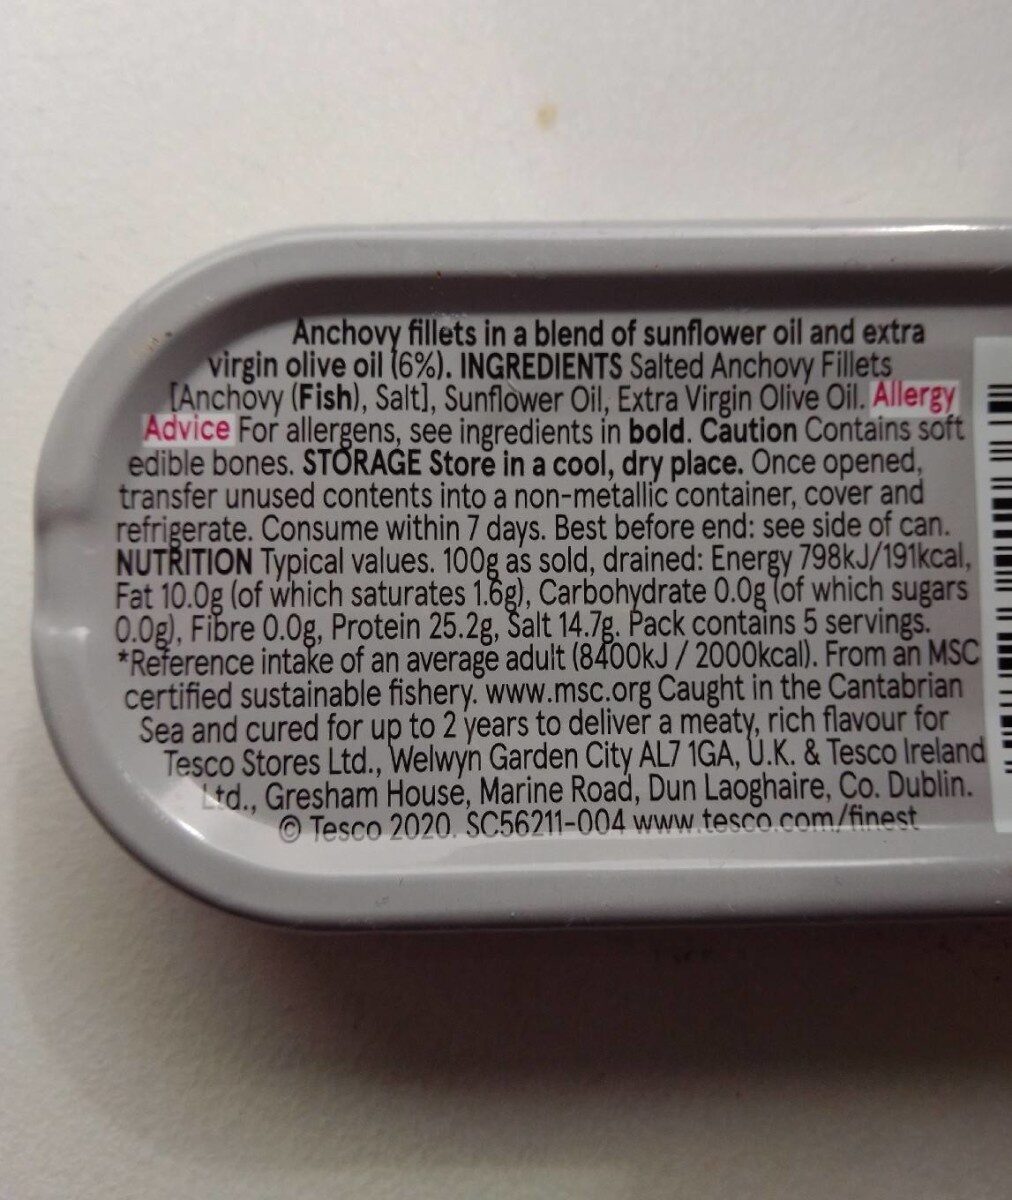 Anchovy fillets in a blend of sunflower oil and extra
virgin olive oil (6%). INGREDIENTS Salted Anchovy Fillets
[Anchovy (Fish), Salt], Sunflower Oil, Extra Virgin Olive Oil. Allergy
Advice For allergens, see ingredients in bold. Caution Contains soft
edible bones. STORAGE Store in a cool, dry place. Once opened,
transfer unused contents into a non-metallic container, cover and
refrigerate. Consume within 7 days. Best before end: see side of can.
NUTRITION Typical values. 100g as sold, drained: Energy 798kJ/191kcal,
Fat 10.0g (of which saturates 1.6g), Carbohydrate 0.0g (of which sugars
0.0g), Fibre 0.0g, Protein 25.2g, Salt 14.7g. Pack contains 5 servings.
*Reference intake of an average adult (8400kJ / 2000kcal). From an MSC
certified sustainable fishery. www.msc.org Caught in the Cantabrian
Sea and cured for up to 2 years to deliver a meaty, rich flavour for
Tesco Stores Ltd., Welwyn Garden City AL7 1GA, U.K. & Tesco Ireland
Ltd., Gresham House, Marine Road, Dun Laoghaire, Co. Dublin.
© Tesco 2020. SC56211-004 www.tesco.com/finest